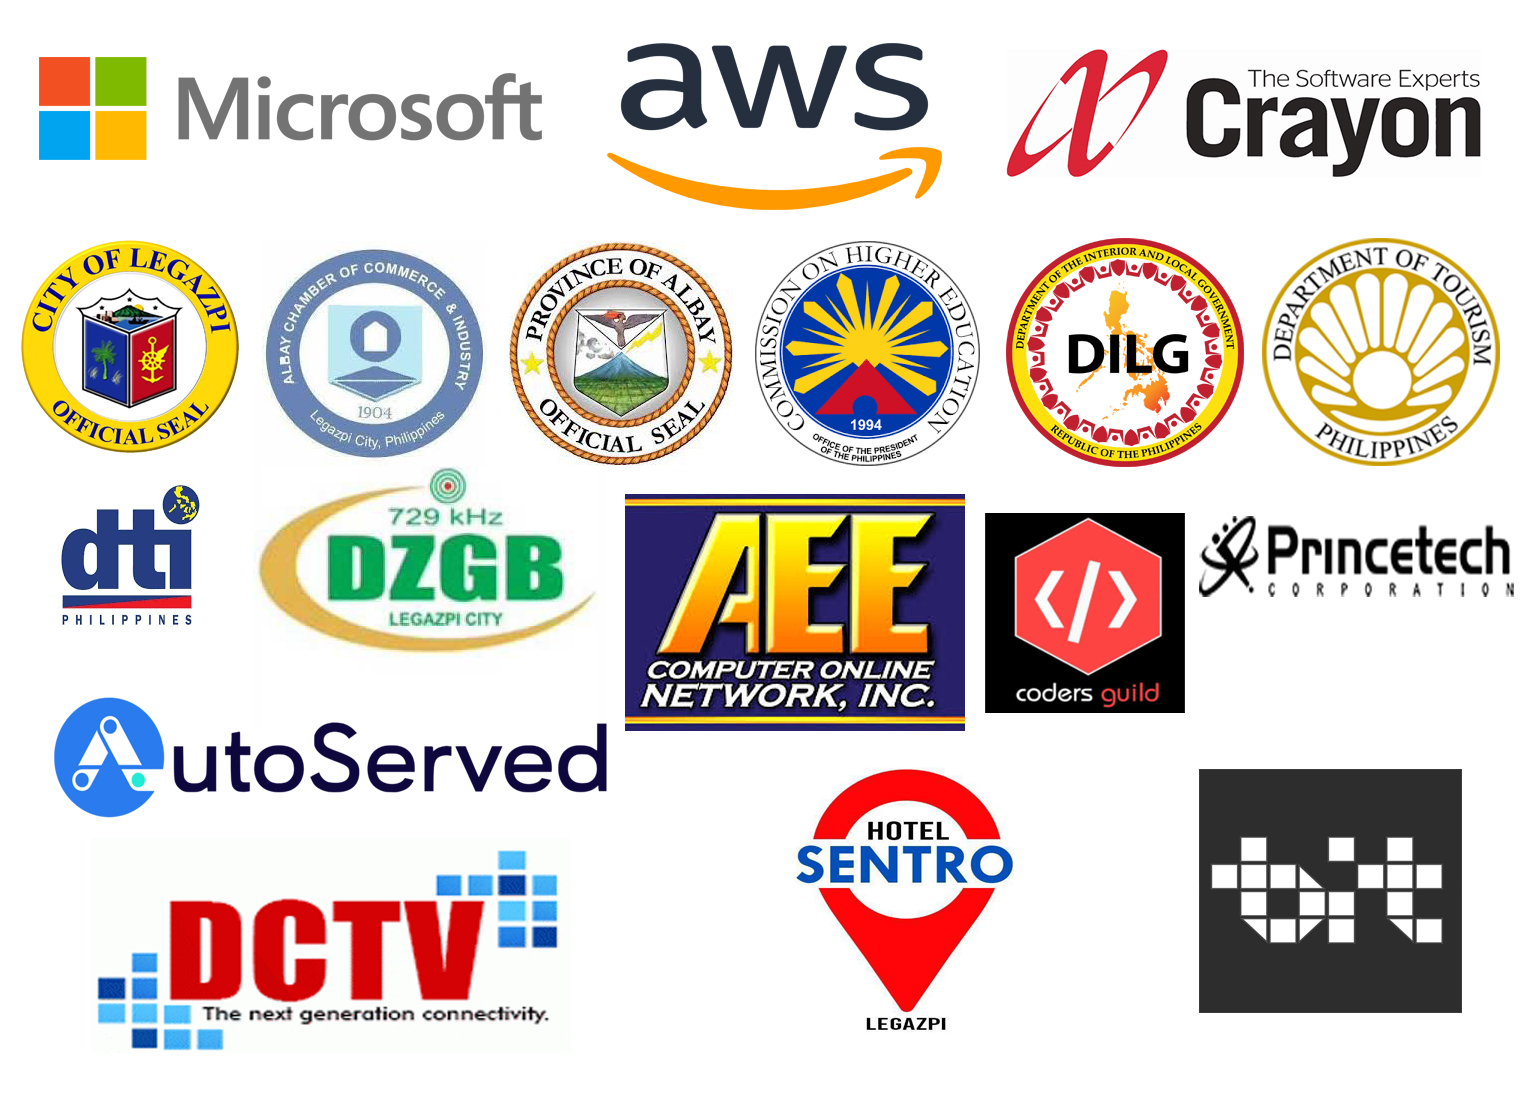 Microsoft
aws
The Software Experts
Crayon
CITY OF LEGAZPI
OFFICIAL SEAL
ALBAY CHAMBER OF COMMERCE & INDUSTRY
1904
Legazpi City, Philippines
PROVINCE OF ALBAY
OFFICIAL SEAL
COMMISSION ON HIGHER EDUCATION
1994
OFFICE OF THE PRESIDENT
OF THE PHILIPPINES
DEPARTMENT OF THE INTERIOR AND LOCAL GOVERNMENT
DILG
REPUBLIC OF THE PHILIPPINES
DEPARTMENT OF TOURISM
PHILIPPINES
dti
PHILIPPINES
729 kHz
DZGB
LEGAZPI CITY
AEE
COMPUTER ONLINE
NETWORK, INC.
</>
coders guild
Princetech
CORPORATION
AutoServed
HOTEL
SENTRO
LEGAZPI
bit
DCTV
The next generation connectivity.